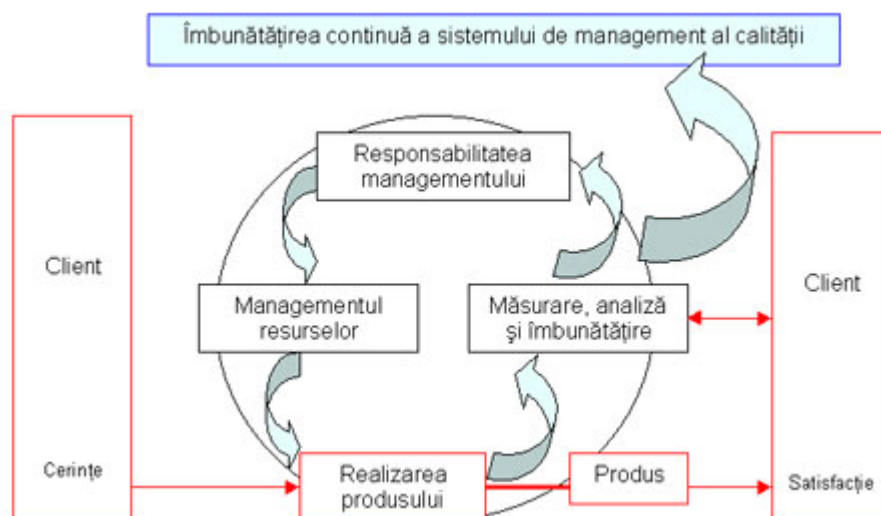 Îmbunătățirea continuă a sistemului de management al calității
Responsabilitatea
managementului
Client
Client
Managementul
resurselor
Măsurare, analiză
şi îmbunătățire
Cerințe
Realizarea
produsului
Produs
Satisfacție